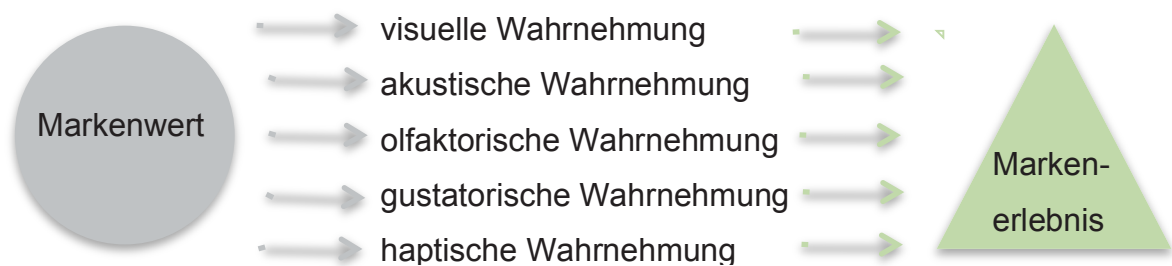 Markenwert
visuelle Wahrnehmung
akustische Wahrnehmung
olfaktorische Wahrnehmung
gustatorische Wahrnehmung
haptische Wahrnehmung
Marken-
erlebnis